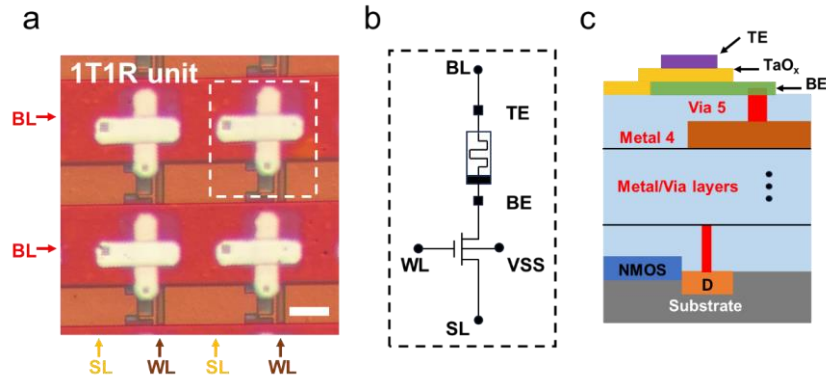 a
1T1R unit
BL
BL
SL
WL
SL
WL
b
BL
TE
BE
WL
VSS
SL
c
TE
TaOx
BE
Via 5
Metal 4
Metal/Via layers
NMOS
D
Substrate